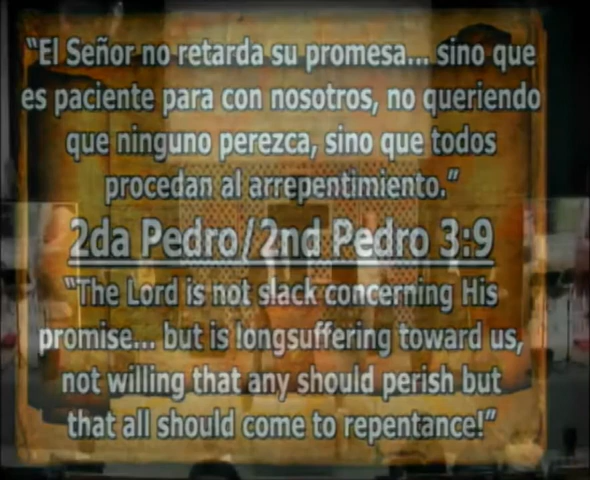 “El Señor no retarda su promesa... sino que
es paciente para con nosotros, no queriendo
que ninguno perezca, sino que todos
procedan al arrepentimiento.”
2da Pedro/2nd Pedro 3:9
“The Lord is not slack concerning His
promise... but is longsuffering toward us,
not willing that any should perish but
that all should come to repentance!”